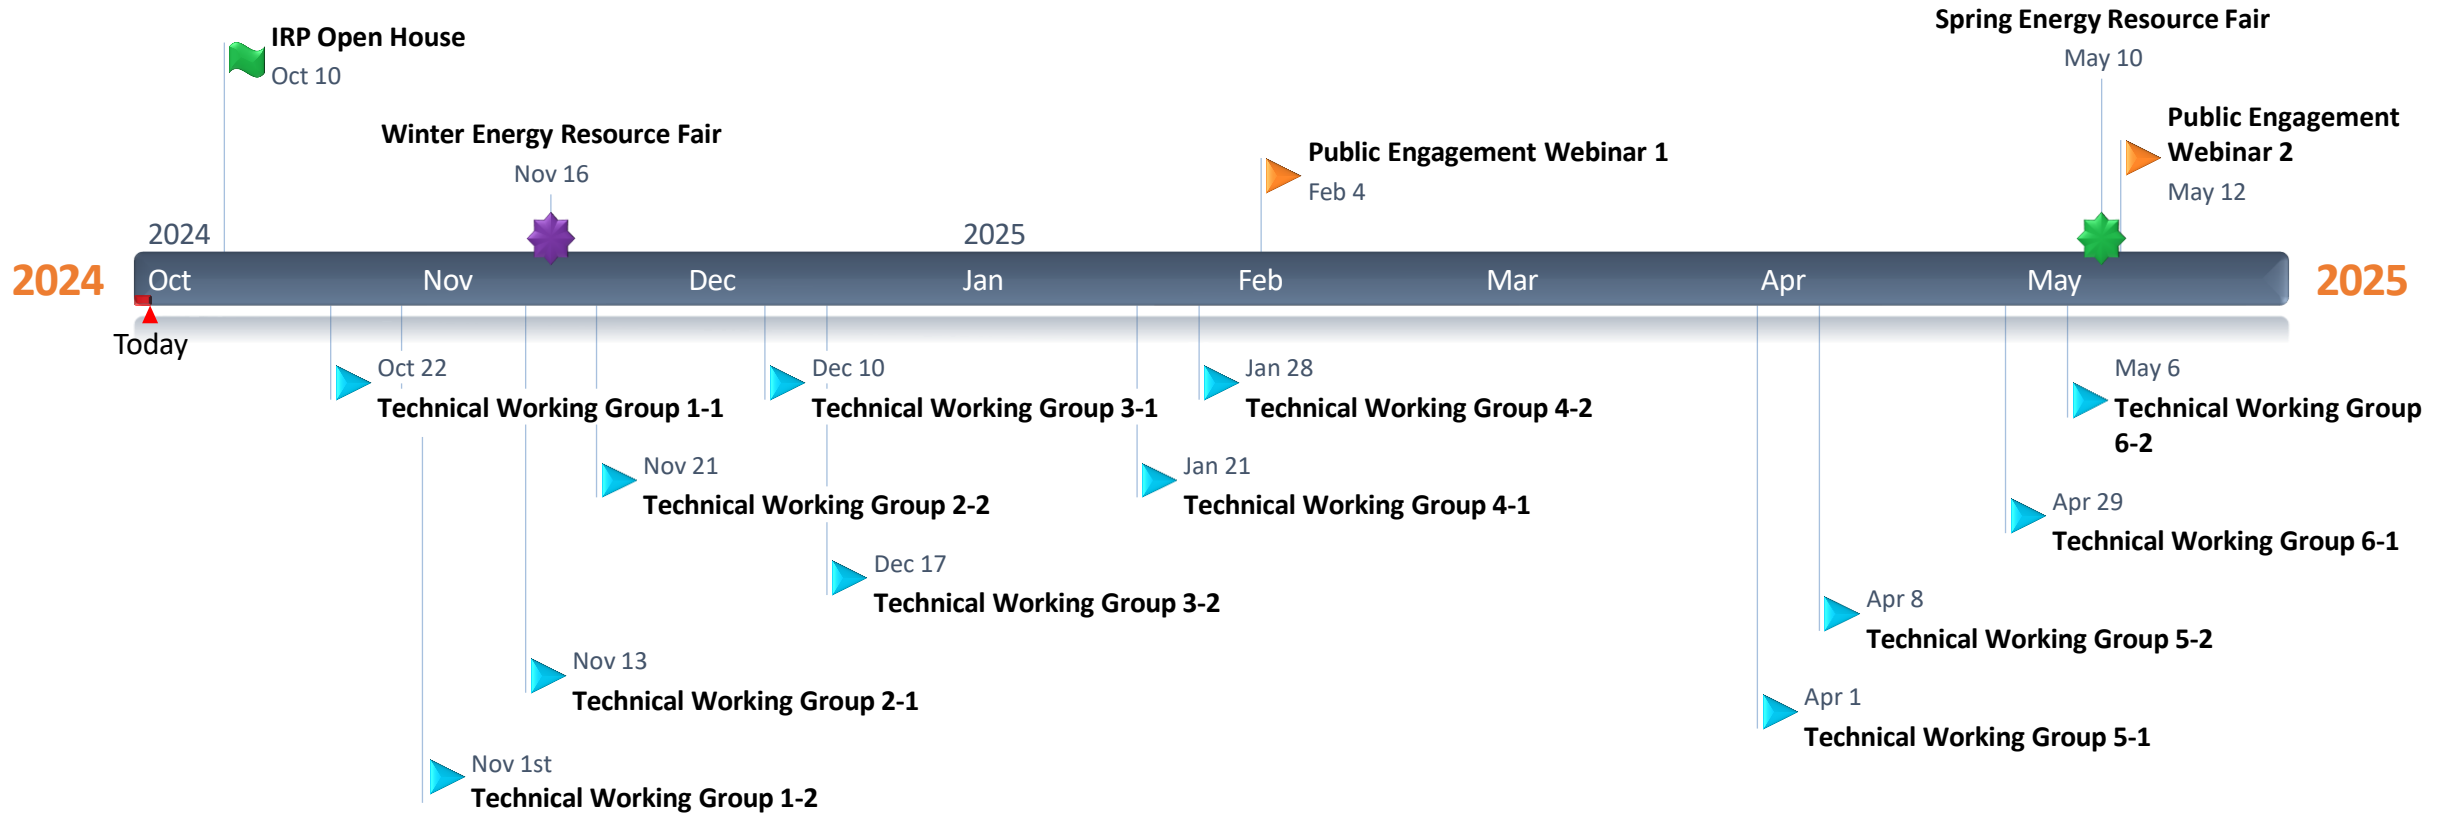 Spring Energy Resource Fair
May 10
IRP Open House
Oct 10
Public Engagement
Webinar 2
May 12
Winter Energy Resource Fair
Nov 16
Public Engagement Webinar 1
Feb 4
2024
2025
2024
Oct
Nov
Dec
Jan
Feb
Mar
Apr
May
2025
Today
Oct 22
Technical Working Group 1-1
Dec 10
Technical Working Group 3-1
Jan 28
Technical Working Group 4-2
May 6
Technical Working Group
6-2
Nov 21
Technical Working Group 2-2
Jan 21
Technical Working Group 4-1
Apr 29
Technical Working Group 6-1
Dec 17
Technical Working Group 3-2
Apr 8
Technical Working Group 5-2
Nov 13
Technical Working Group 2-1
Apr 1
Technical Working Group 5-1
Nov 1st
Technical Working Group 1-2